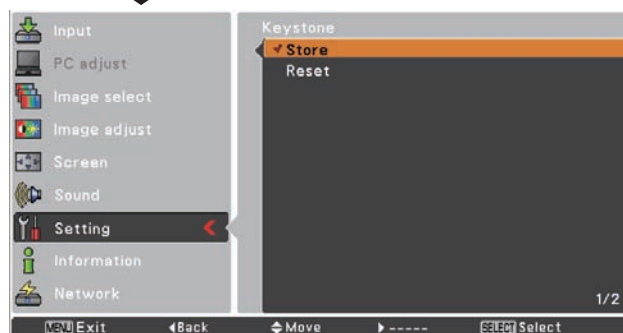 Input
PC adjust
Image select
Image adjust
Screen
Sound
Setting
Information
Network
Keystone
Store
Reset
1/2
MENU Exit ◀Back Move ▶ ----- SELECT Select